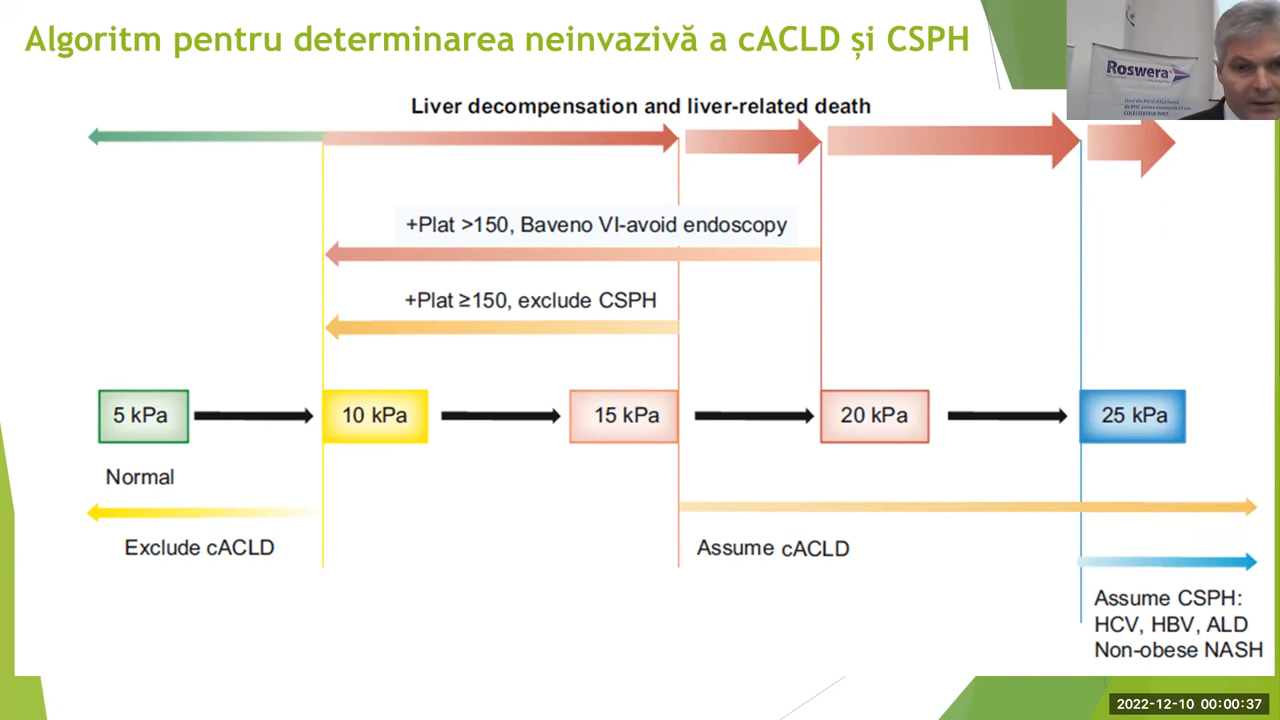 Algoritm pentru determinarea neinvazivă a cACLD și CSPH
Roswera
Liver decompensation and liver-related death
+Plat >150, Baveno VI-avoid endoscopy
+Plat ≥150, exclude CSPH
5 kPa
10 kPa
15 kPa
20 kPa
25 kPa
Normal
Exclude cACLD
Assume cACLD
Assume CSPH:
HCV, HBV, ALD
Non-obese NASH
2022-12-10 00:00:37